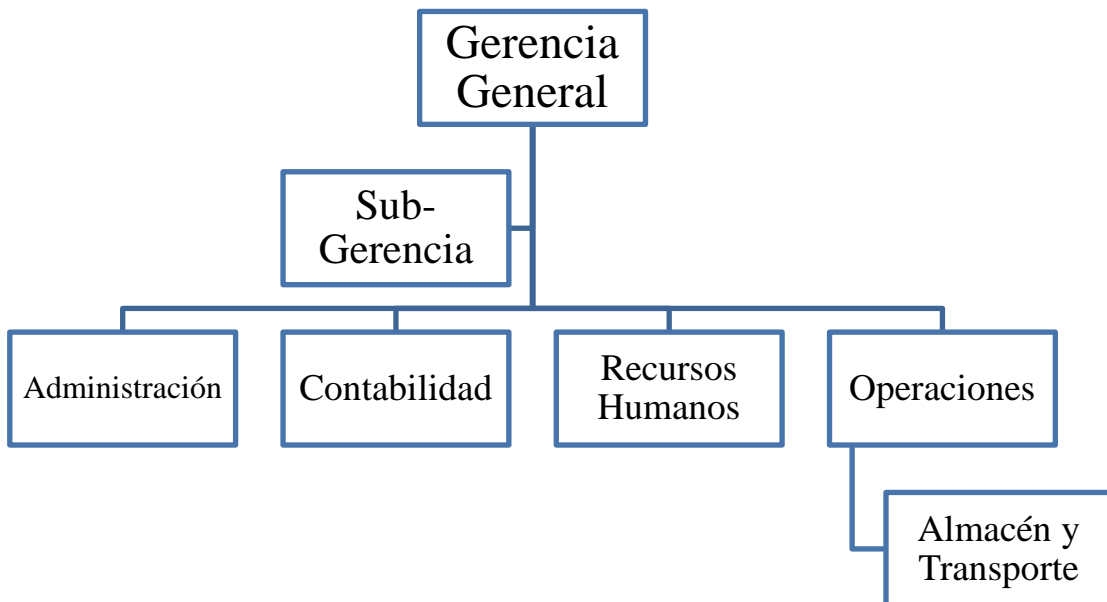 Gerencia
General
Sub-
Gerencia
Administración
Contabilidad
Recursos
Humanos
Operaciones
Almacén y
Transporte